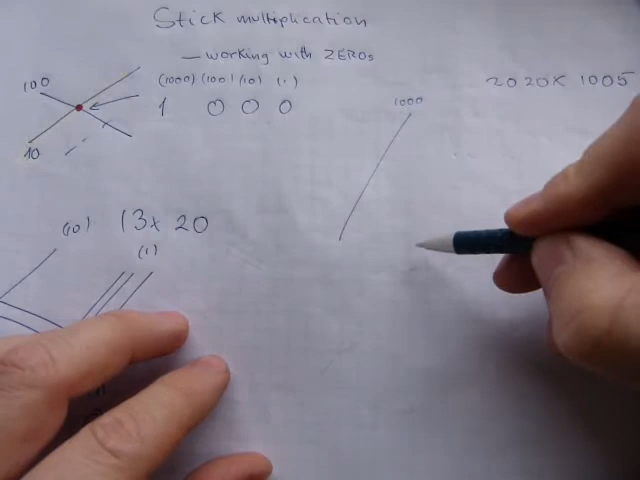 Stick multiplication
— working with ZEROs
100
(1000) (100) (10) (1)
1 0 0 0
10
2020 x 1005
1000
(10) 13 x 20
(1)